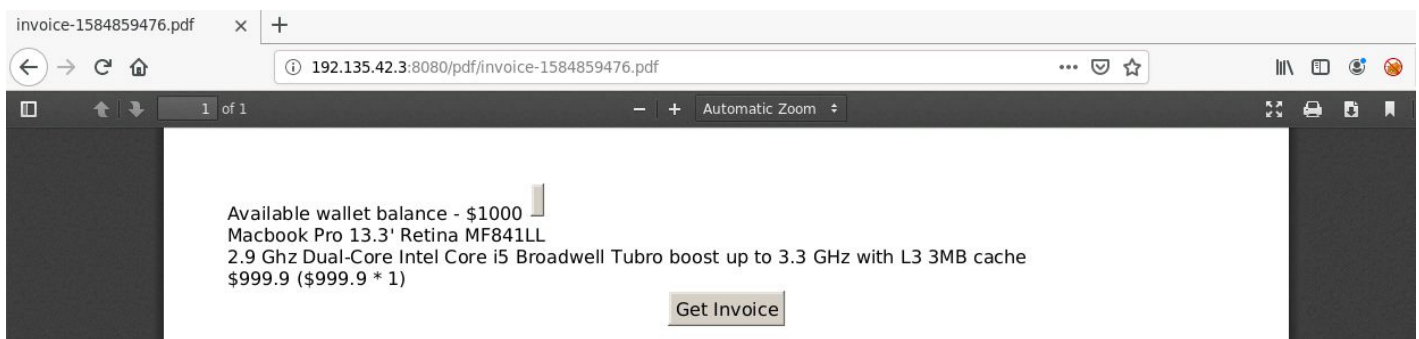 invoice-1584859476.pdf
192.135.42.3:8080/pdf/invoice-1584859476.pdf
1 of 1
Automatic Zoom
Available wallet balance - $1000
Macbook Pro 13.3' Retina MF841LL
2.9 Ghz Dual-Core Intel Core i5 Broadwell Tubro boost up to 3.3 GHz with L3 3MB cache
$999.9 ($999.9 * 1)
Get Invoice